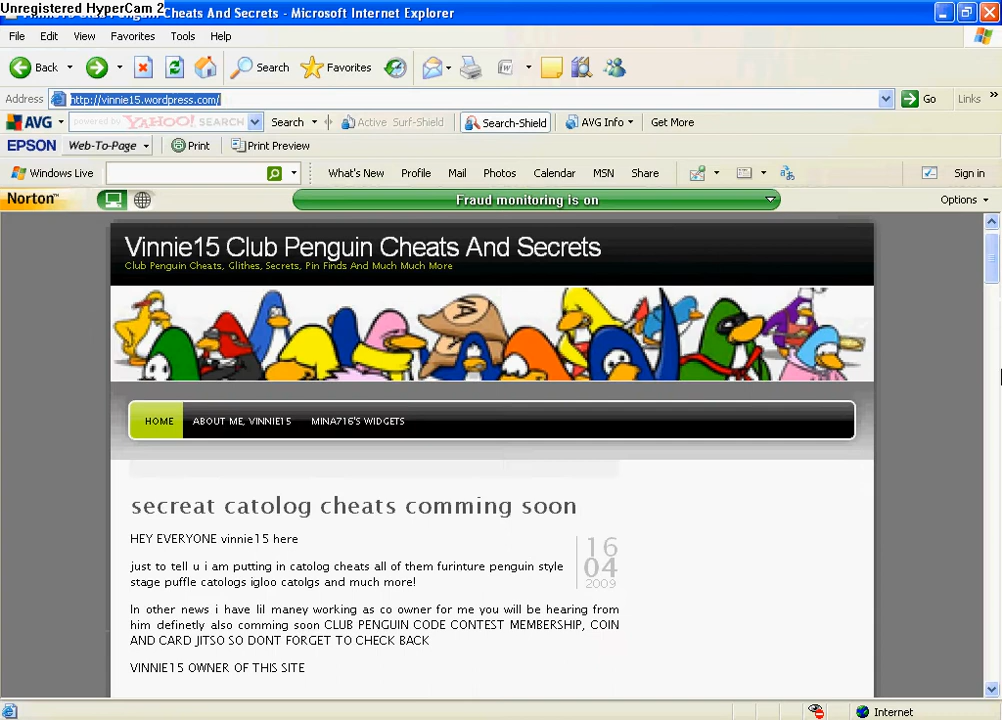 Unregistered HyperCam 2
Club Penguin Cheats And Secrets - Microsoft Internet Explorer
File Edit View Favorites Tools Help
Back Search Favorites
Address http://vinnie15.wordpress.com/ Go Links »
AVG powered by YAHOO! SEARCH Search Active Surf-Shield Search-Shield AVG Info Get More
EPSON Web-To-Page Print Print Preview
Windows Live What's New Profile Mail Photos Calendar MSN Share Sign in
Norton™ Fraud monitoring is on Options
Vinnie15 Club Penguin Cheats And Secrets
Club Penguin Cheats, Glithes, Secrets, Pin Finds And Much Much More
HOME ABOUT ME, VINNIE15 MINA716'S WIDGETS
secreat catolog cheats comming soon
HEY EVERYONE vinnie15 here
16
04
2009
just to tell u i am putting in catolog cheats all of them furinture penguin style
stage puffle catologs igloo catolgs and much more!
In other news i have lil maney working as co owner for me you will be hearing from
him definetly also comming soon CLUB PENGUIN CODE CONTEST MEMBERSHIP, COIN
AND CARD JITSO SO DONT FORGET TO CHECK BACK
VINNIE15 OWNER OF THIS SITE
Internet